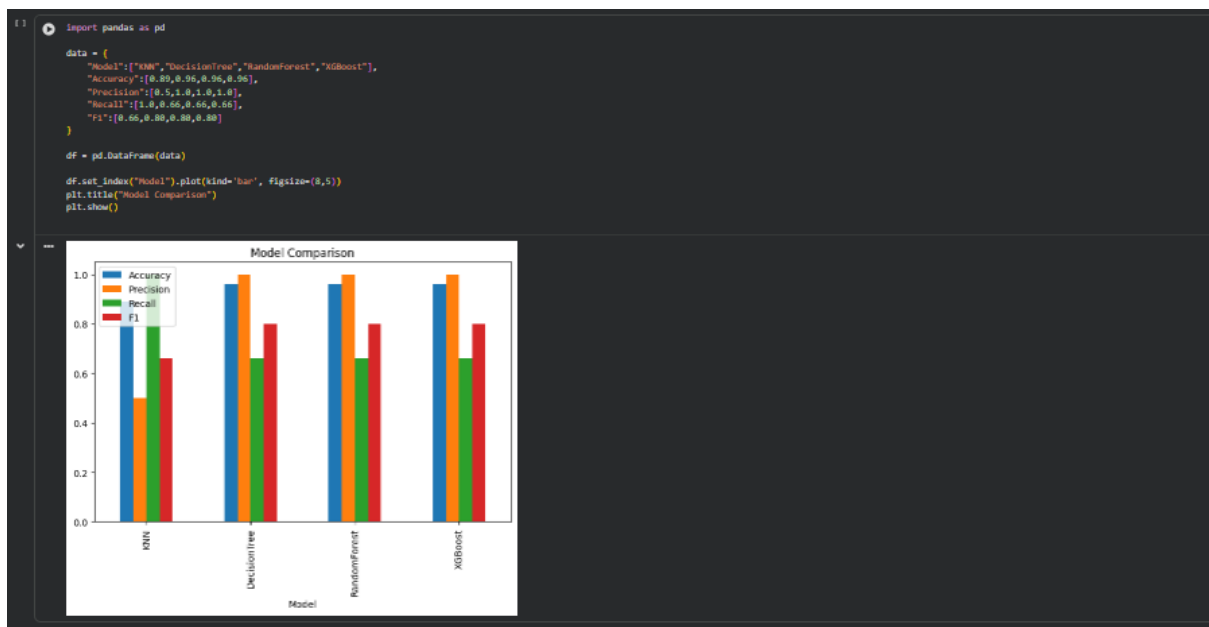 [ ]
import pandas as pd
data = {
"Model":["KNN","DecisionTree","RandomForest","XGBoost"],
"Accuracy":[0.89,0.96,0.96,0.96],
"Precision":[0.5,1.0,1.0,1.0],
"Recall":[1.0,0.66,0.66,0.66],
"F1":[0.66,0.80,0.80,0.80]
}
df = pd.DataFrame(data)
df.set_index("Model").plot(kind='bar', figsize=(8,5))
plt.title("Model Comparison")
plt.show()
Model Comparison
Accuracy
Precision
Recall
F1
1.0
0.8
0.6
0.4
0.2
0.0
KNN
DecisionTree
RandomForest
XGBoost
Model